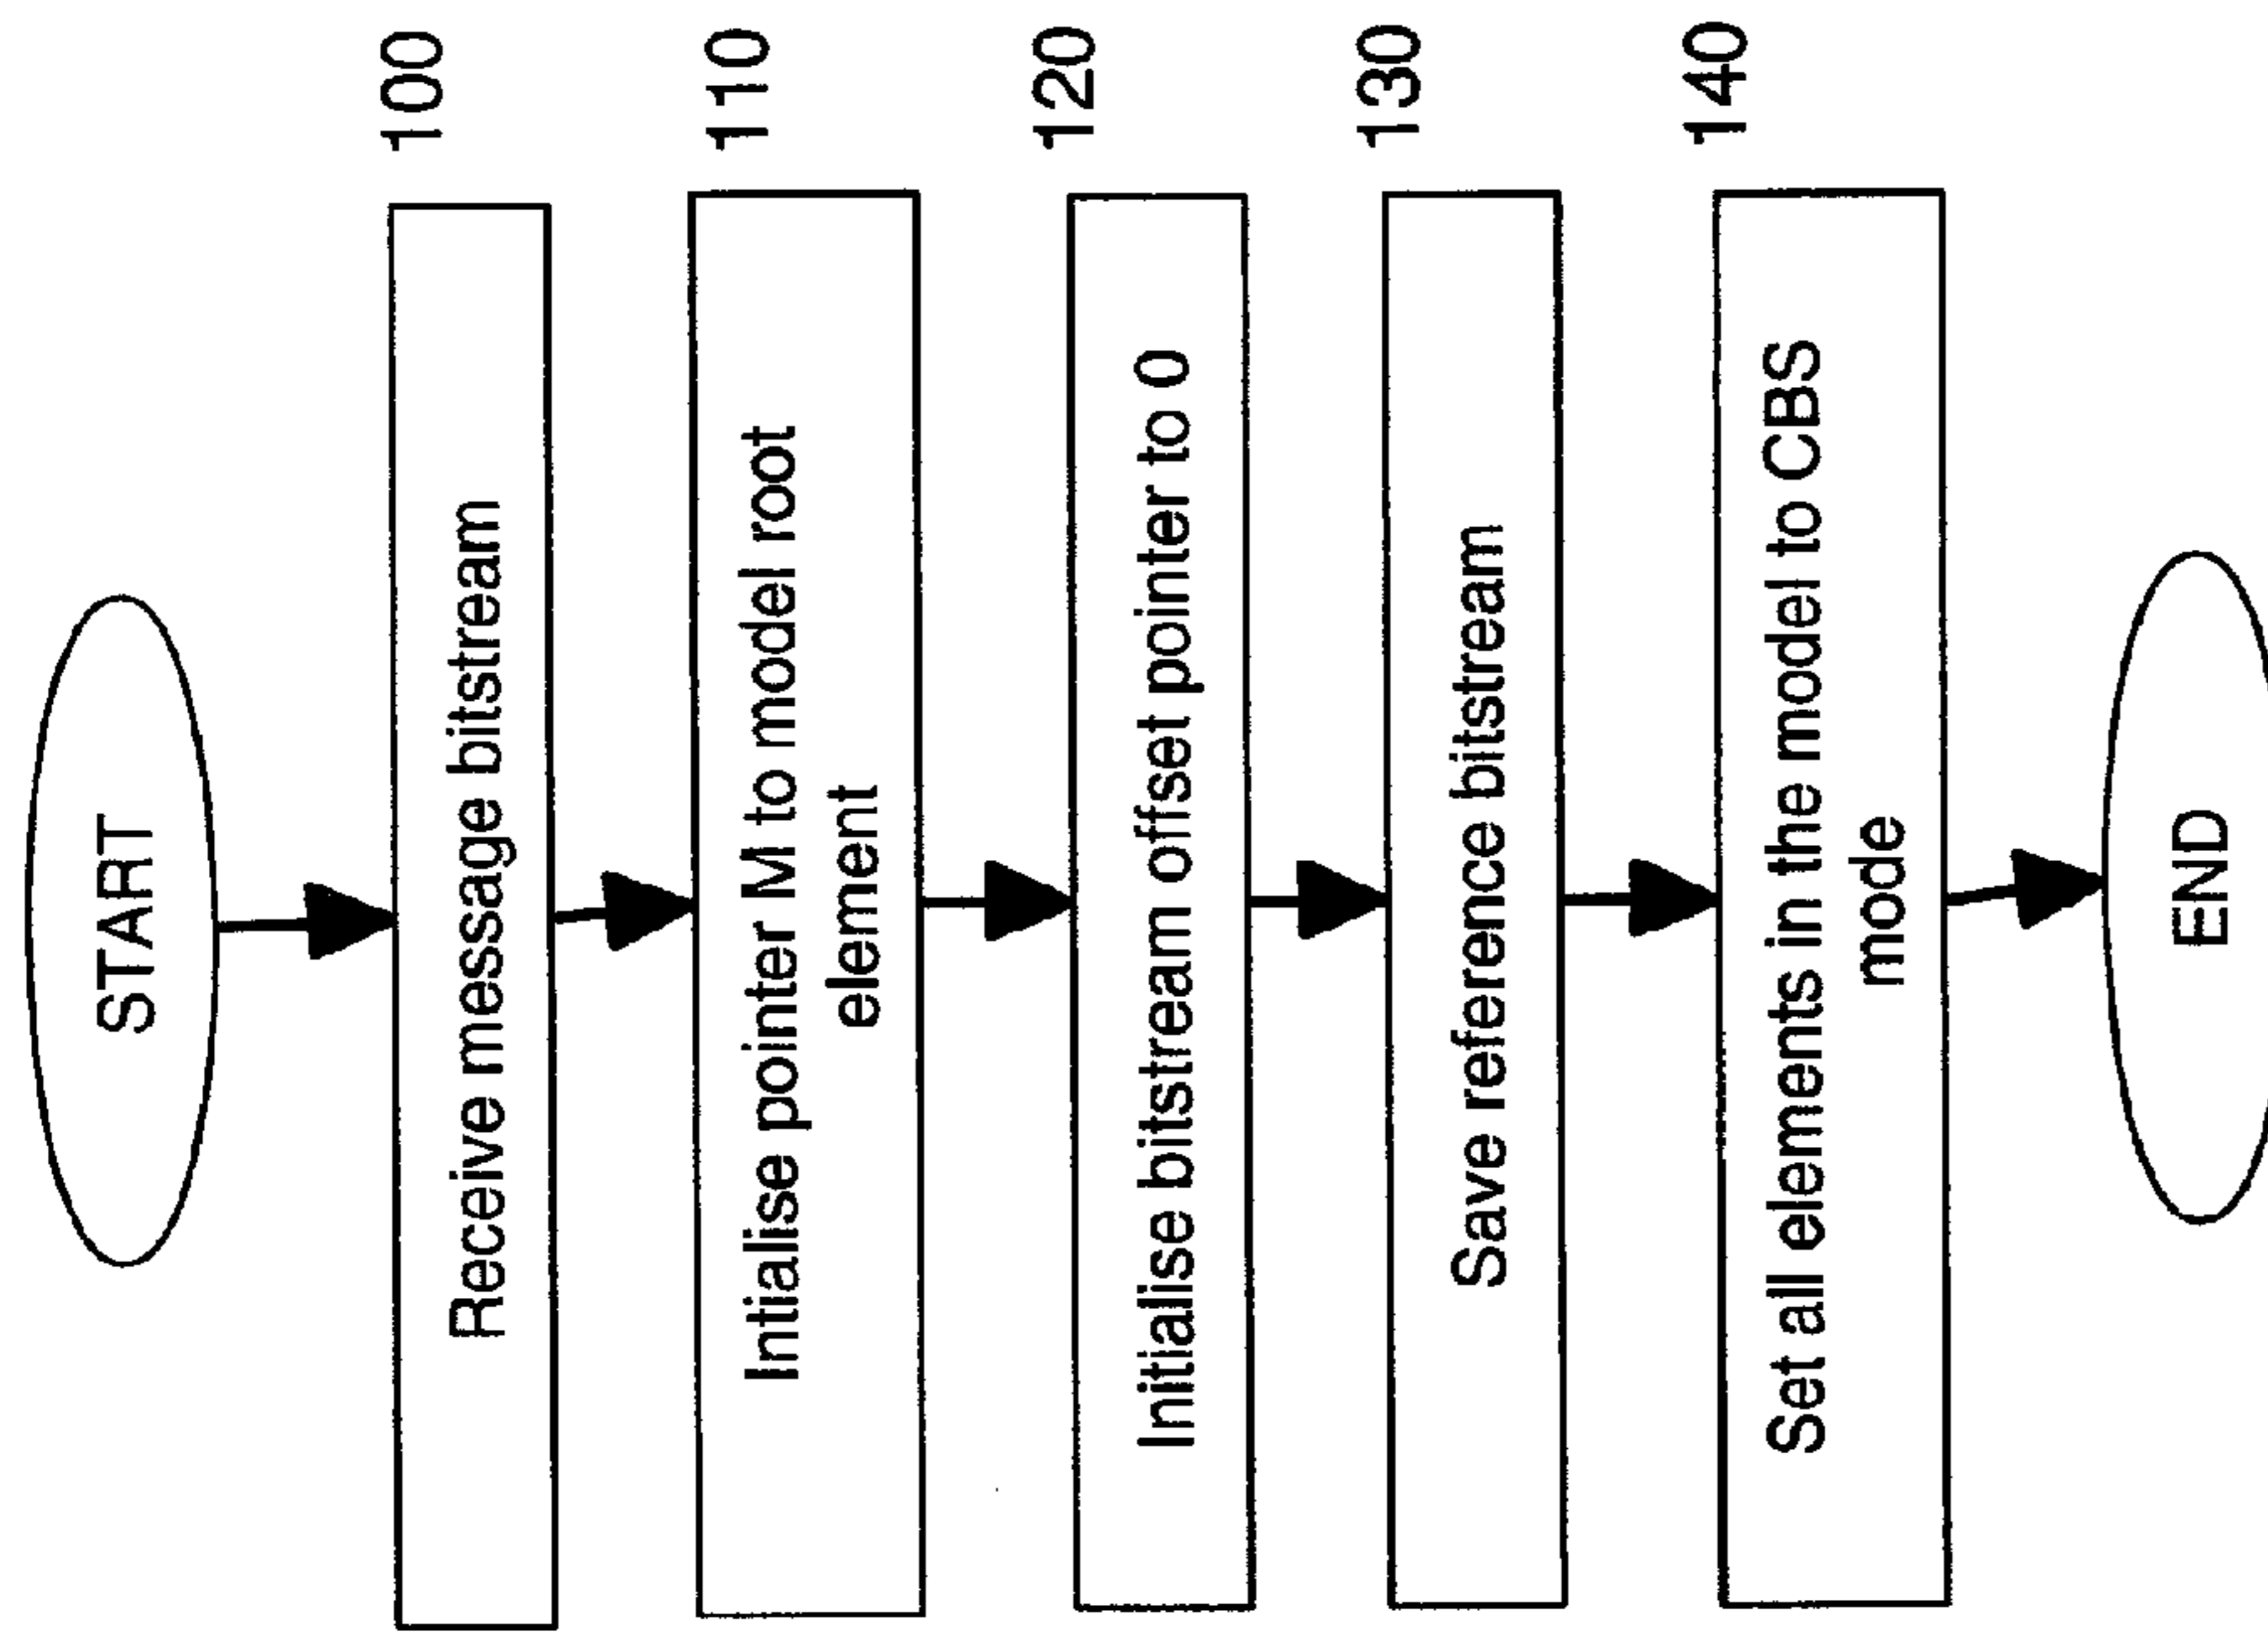 START
100
Receive message bitstream
110
Intialise pointer M to model root
element
120
Initialise bitstream offset pointer to 0
130
Save reference bitstream
140
Set all elements in the model to CBS
mode
END